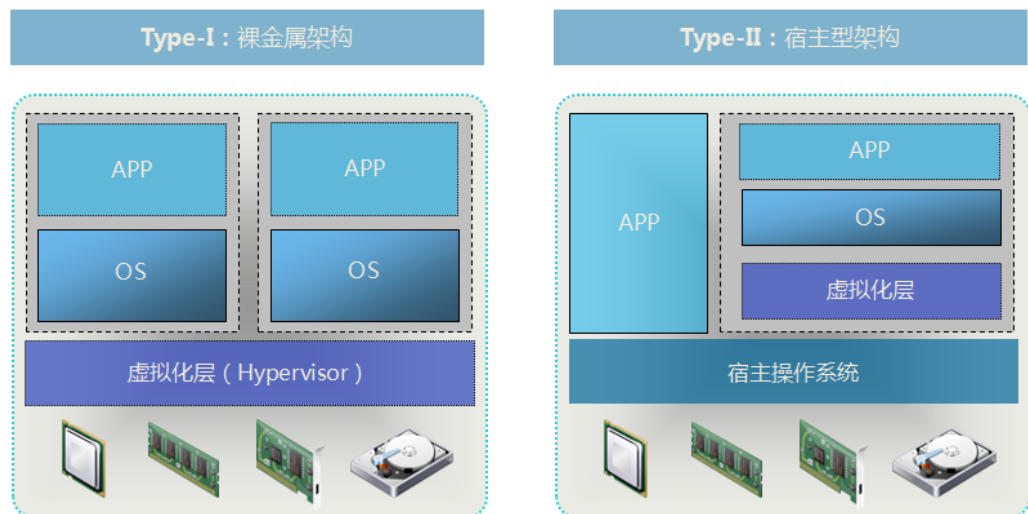 Type-I：裸金属架构
APP
APP
OS
OS
虚拟化层（Hypervisor）
Type-II：宿主型架构
APP
APP
OS
虚拟化层
宿主操作系统